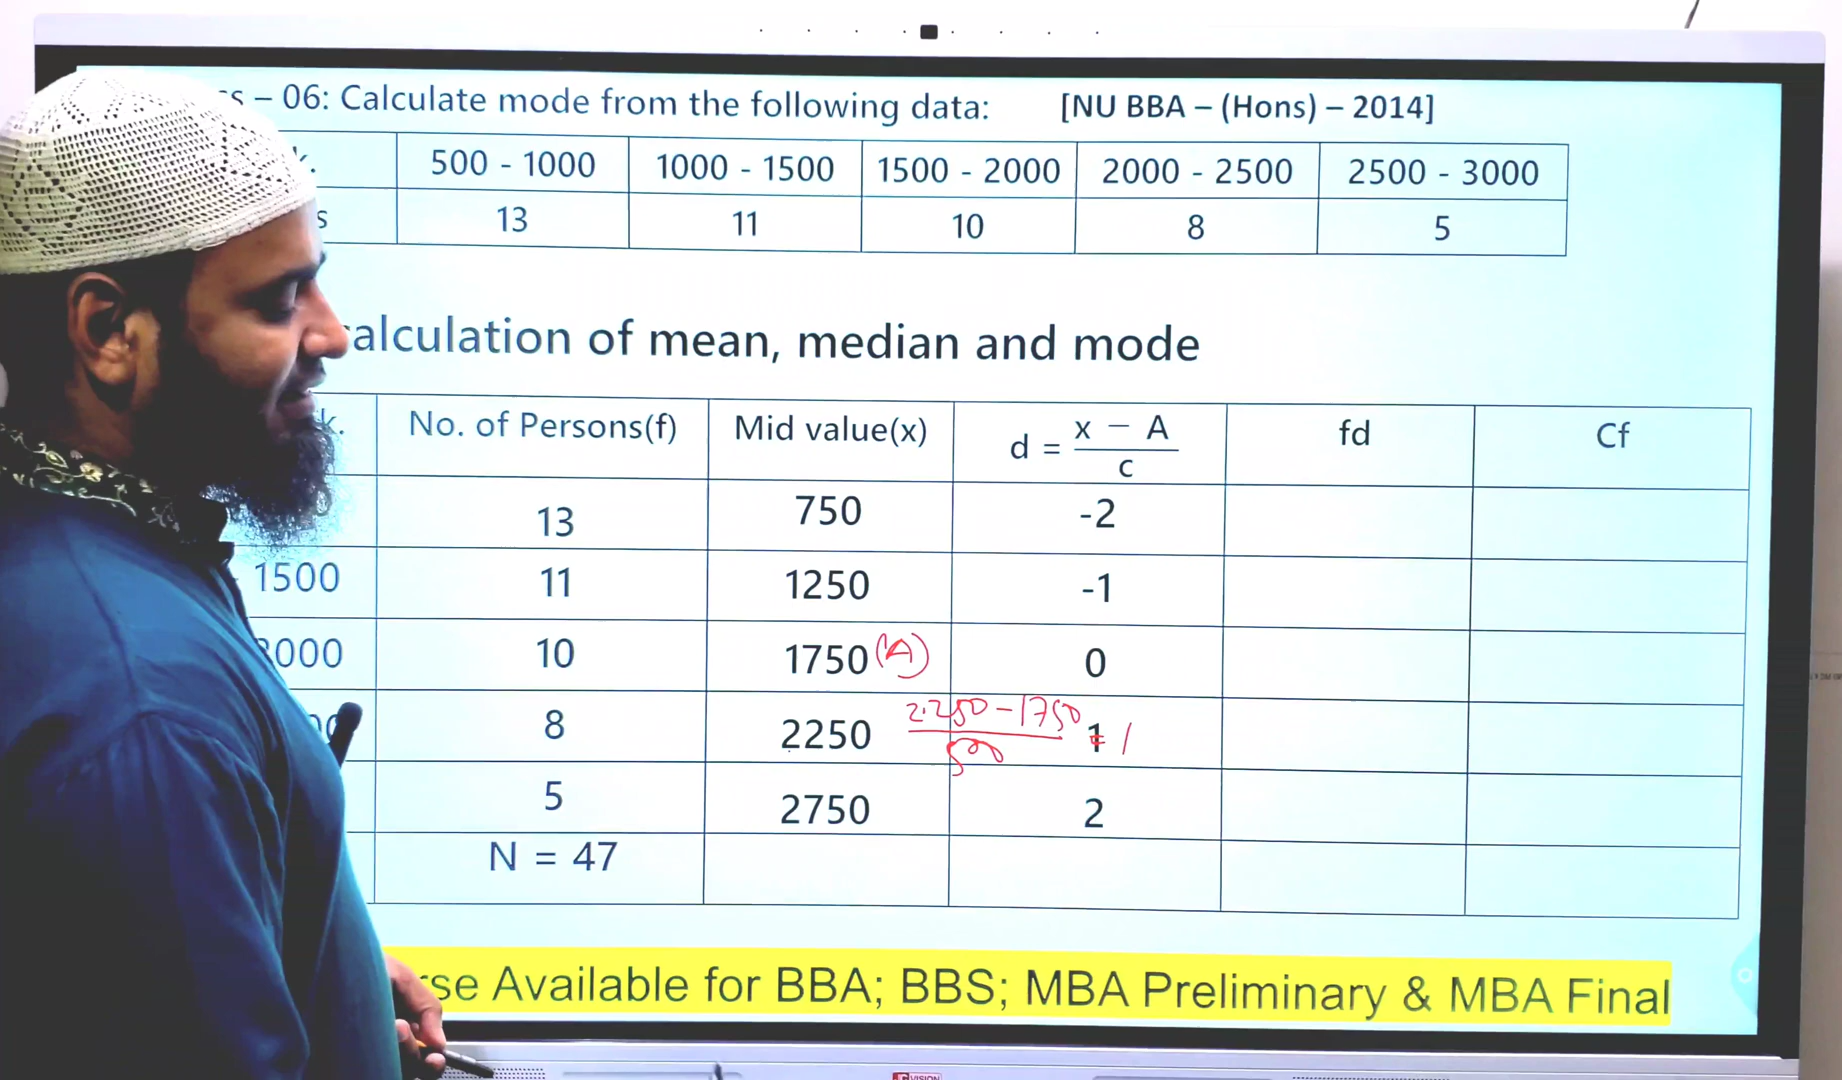 – 06: Calculate mode from the following data: [NU BBA – (Hons) – 2014]
500 - 1000 1000 - 1500 1500 - 2000 2000 - 2500 2500 - 3000
s 13 11 10 8 5
alculation of mean, median and mode
k. No. of Persons(f) Mid value(x) d = x – A / c fd Cf
13 750 -2
1500 11 1250 -1
000 10 1750 (A) 0
8 2250 2250 – 1750 / 500 1 = 1
5 2750 2
N = 47
se Available for BBA; BBS; MBA Preliminary & MBA Final
VISION